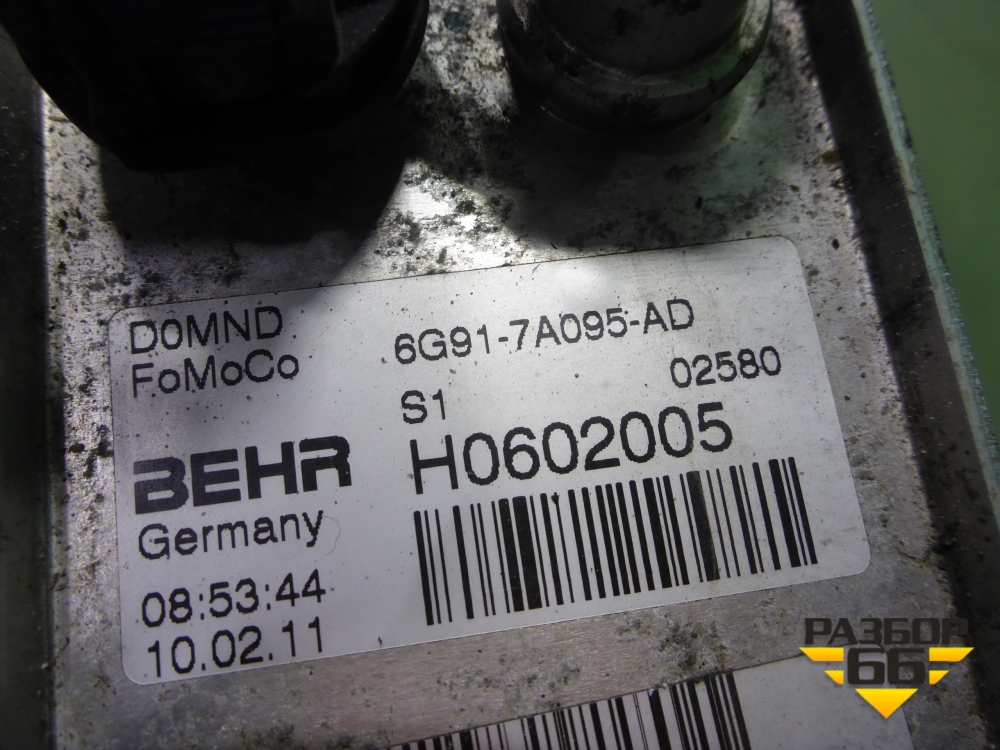 D0MND
FoMoCo
6G91-7A095-AD
S1 02580
BEHR H0602005
Germany
08:53:44
10.02.11
РАЗБОР
66